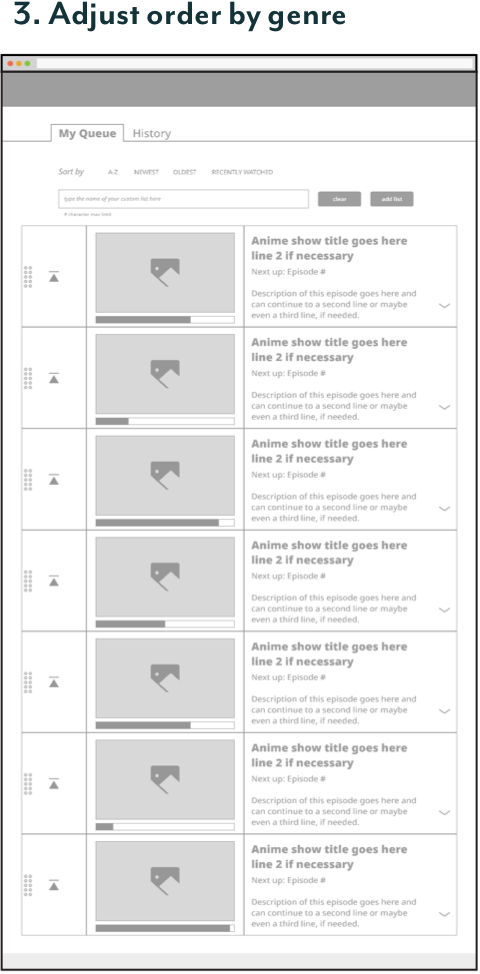 3. Adjust order by genre
My Queue History
Sort by A-Z NEWEST OLDEST RECENTLY WATCHED
type the name of your custom list here clear add list
# character max limit
Anime show title goes here
line 2 if necessary
Next up: Episode #
Description of this episode goes here and
can continue to a second line or maybe
even a third line, if needed.
Anime show title goes here
line 2 if necessary
Next up: Episode #
Description of this episode goes here and
can continue to a second line or maybe
even a third line, if needed.
Anime show title goes here
line 2 if necessary
Next up: Episode #
Description of this episode goes here and
can continue to a second line or maybe
even a third line, if needed.
Anime show title goes here
line 2 if necessary
Next up: Episode #
Description of this episode goes here and
can continue to a second line or maybe
even a third line, if needed.
Anime show title goes here
line 2 if necessary
Next up: Episode #
Description of this episode goes here and
can continue to a second line or maybe
even a third line, if needed.
Anime show title goes here
line 2 if necessary
Next up: Episode #
Description of this episode goes here and
can continue to a second line or maybe
even a third line, if needed.
Anime show title goes here
line 2 if necessary
Next up: Episode #
Description of this episode goes here and
can continue to a second line or maybe
even a third line, if needed.